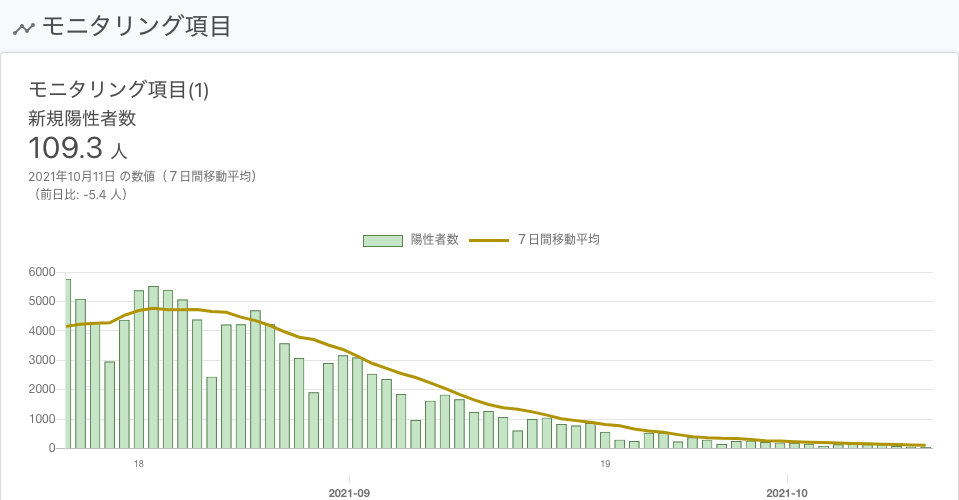 モニタリング項目
モニタリング項目(1)
新規陽性者数
109.3 人
2021年10月11日 の数値（７日間移動平均）
（前日比: -5.4 人）
陽性者数 ７日間移動平均
6000
5000
4000
3000
2000
1000
0
18 19
2021-09 2021-10